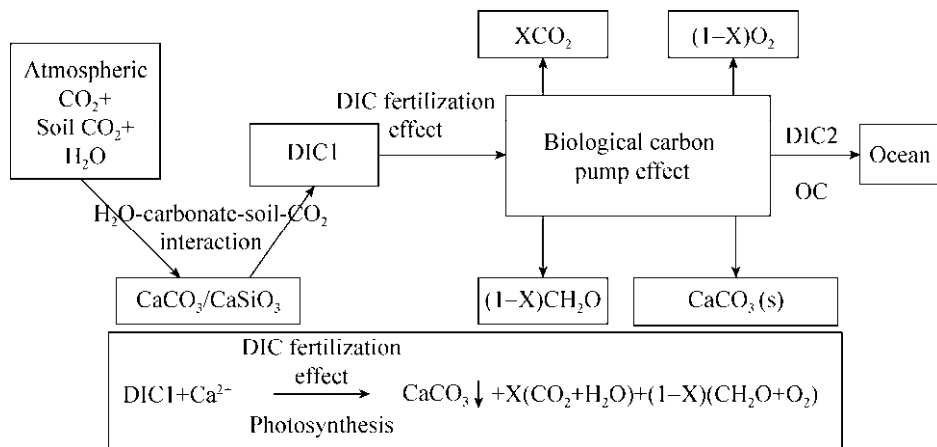 Atmospheric
CO₂+
Soil CO₂+
H₂O
XCO₂
(1–X)O₂
DIC fertilization
effect
DIC1
Biological carbon
pump effect
DIC2
OC
Ocean
H₂O-carbonate-soil-CO₂
interaction
CaCO₃/CaSiO₃
(1–X)CH₂O
CaCO₃(s)
DIC fertilization
effect
DIC1+Ca²⁺ CaCO₃↓ +X(CO₂+H₂O)+(1–X)(CH₂O+O₂)
Photosynthesis